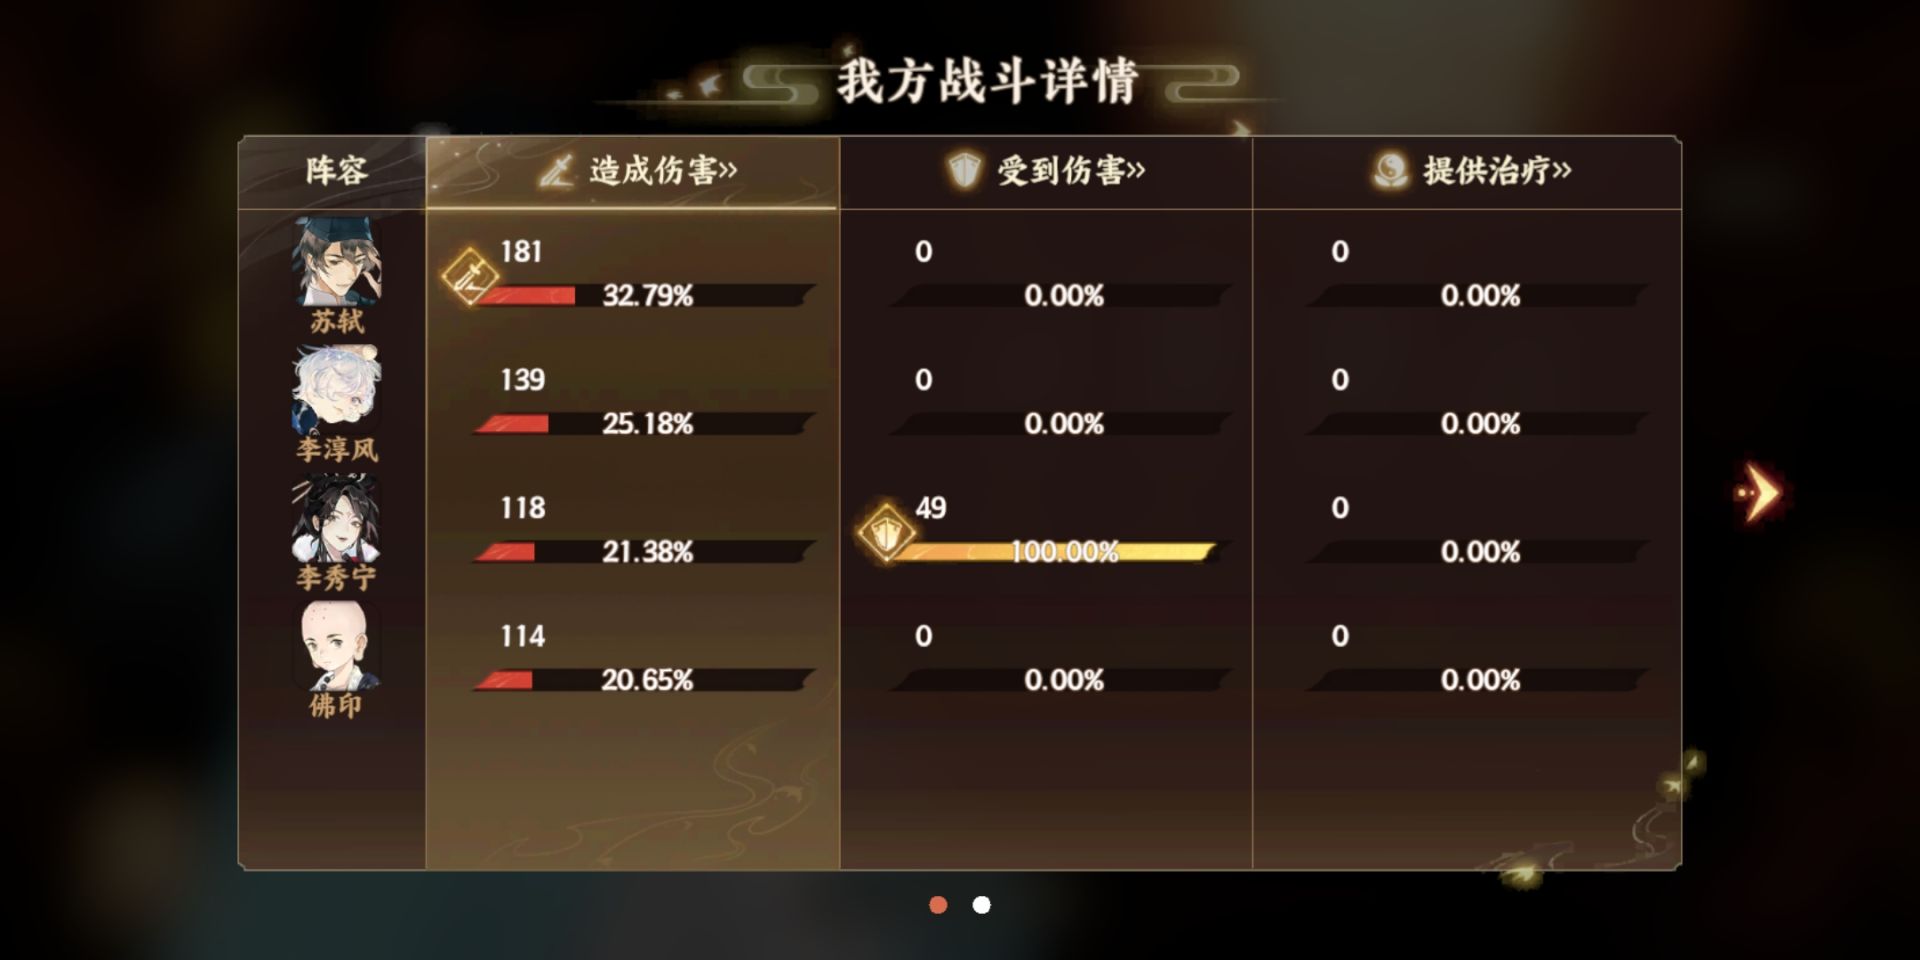 我方战斗详情
阵容 造成伤害» 受到伤害» 提供治疗»
181 0 0
32.79% 0.00% 0.00%
苏轼
139 0 0
25.18% 0.00% 0.00%
李淳风
118 49 0
21.38% 100.00% 0.00%
李秀宁
114 0 0
20.65% 0.00% 0.00%
佛印